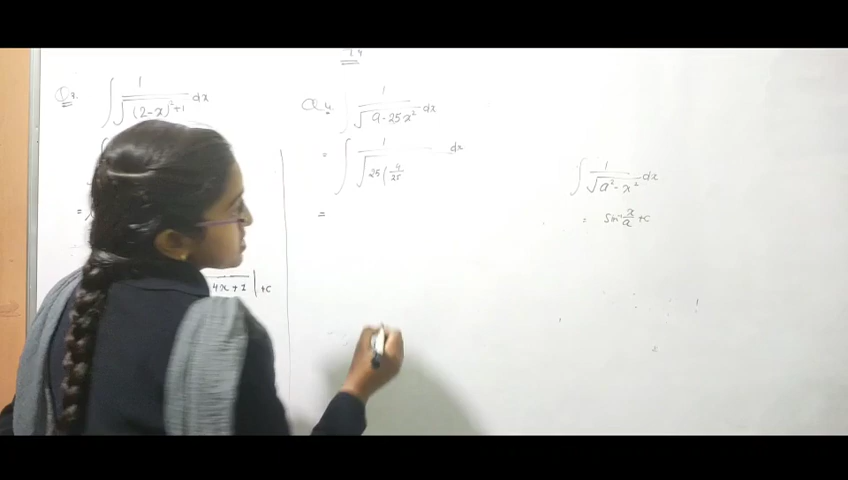 Q3. ∫ 1/√((2-x)²+1) dx
=
4x+1 | +c
Q4. ∫ 1/√(9-25x²) dx
= ∫ 1/√(25(9/25 dx
=
∫ 1/√(a²-x²) dx
= sin⁻¹ x/a +c